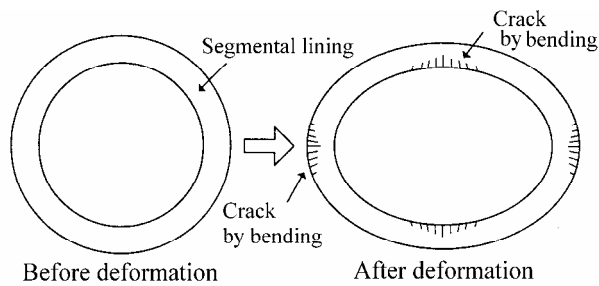 Crack
by bending
Segmental lining
Crack
by bending
Before deformation
After deformation